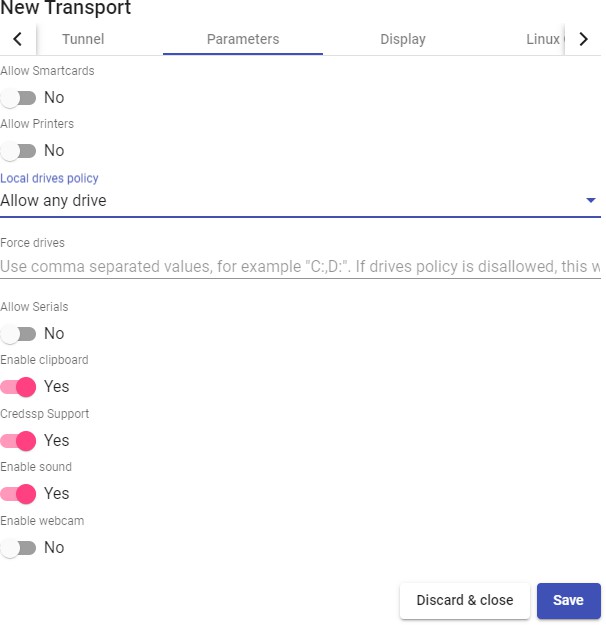 New Transport
Tunnel Parameters Display Linux
Allow Smartcards
No
Allow Printers
No
Local drives policy
Allow any drive
Force drives
Use comma separated values, for example "C:,D:". If drives policy is disallowed, this w
Allow Serials
No
Enable clipboard
Yes
Credssp Support
Yes
Enable sound
Yes
Enable webcam
No
Discard & close Save